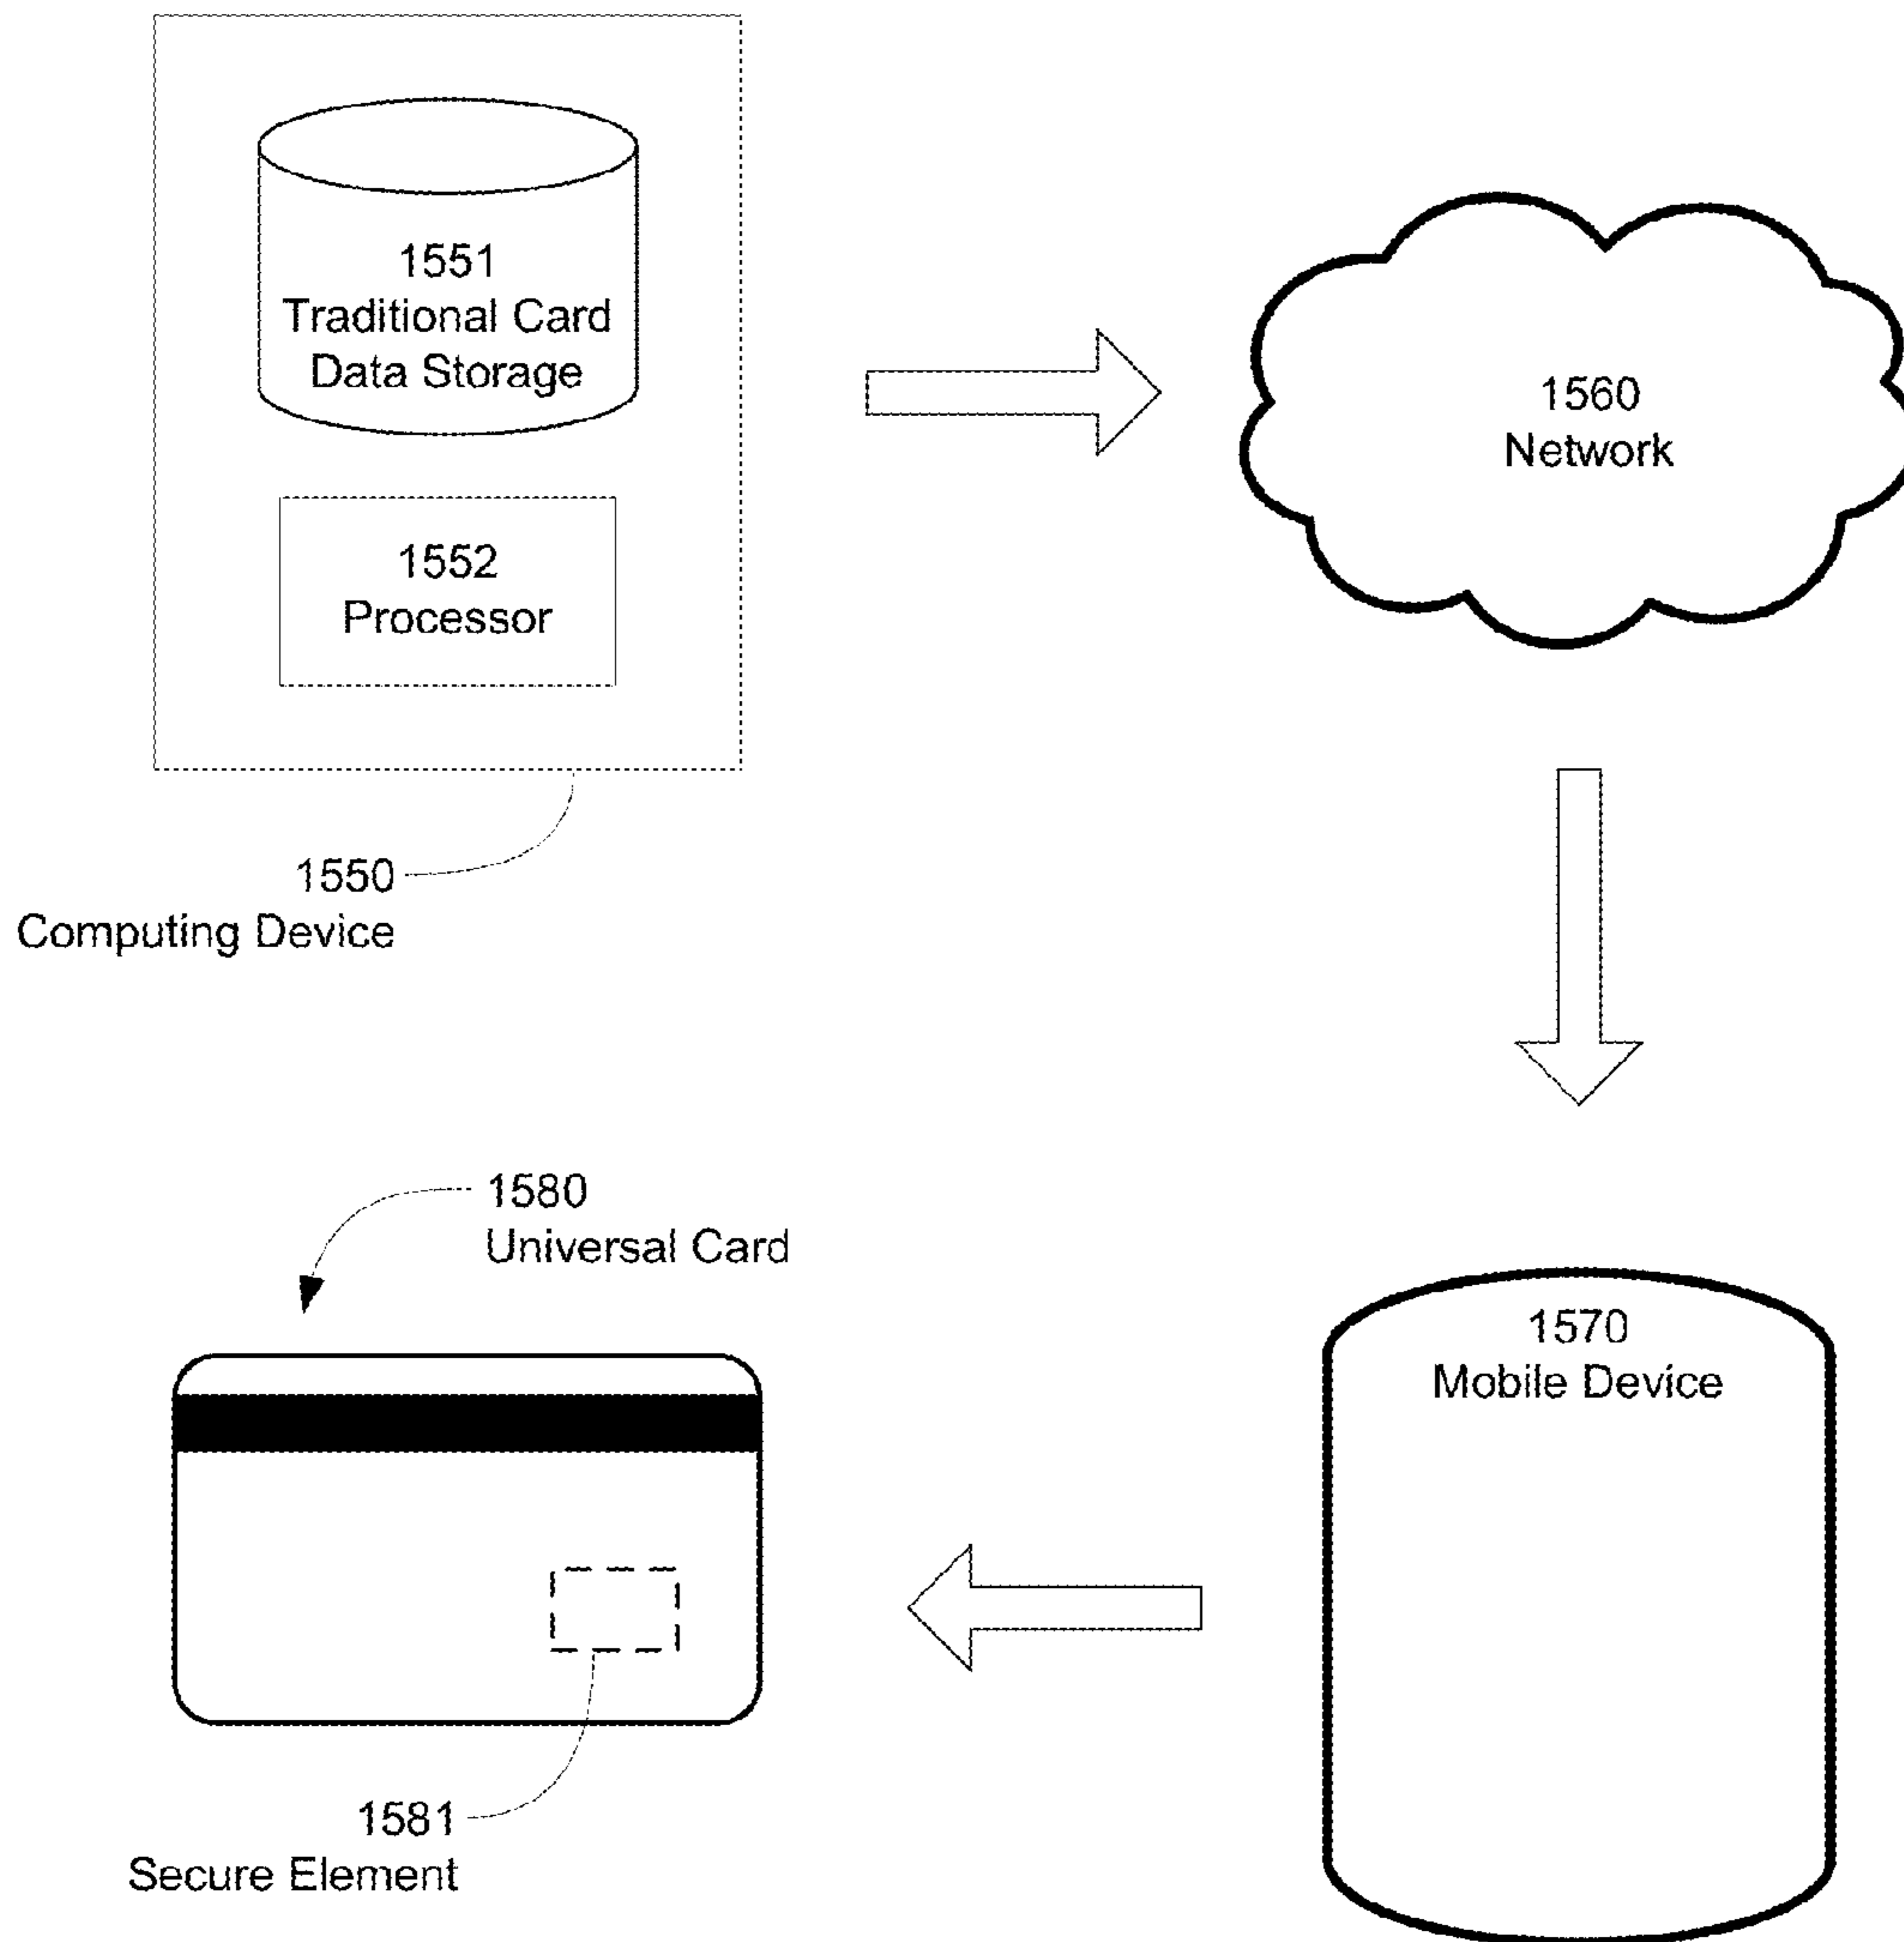 1551
Traditional Card
Data Storage
1552
Processor
1550
Computing Device
1560
Network
1570
Mobile Device
1580
Universal Card
1581
Secure Element